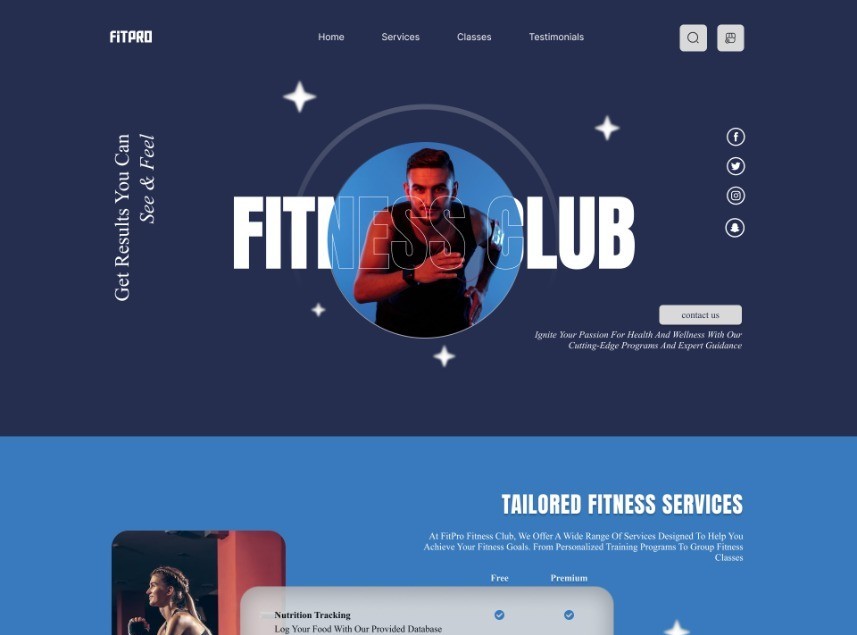 FITPRO
Home
Services
Classes
Testimonials
Get Results You Can
See & Feel
FITNESS CLUB
contact us
Ignite Your Passion For Health And Wellness With Our
Cutting-Edge Programs And Expert Guidance
TAILORED FITNESS SERVICES
At FitPro Fitness Club, We Offer A Wide Range Of Services Designed To Help You
Achieve Your Fitness Goals. From Personalized Training Programs To Group Fitness
Classes
Free
Premium
Nutrition Tracking
Log Your Food With Our Provided Database